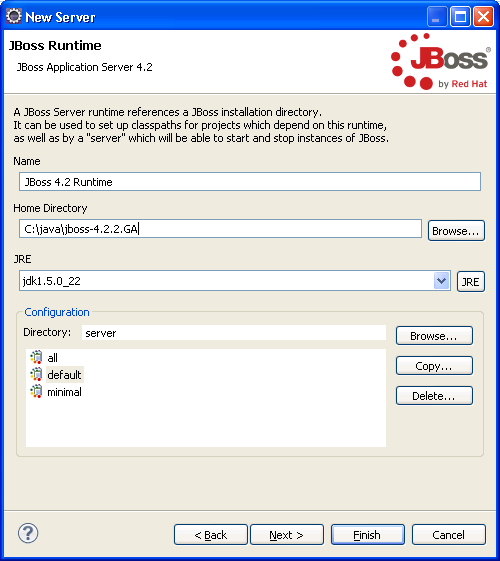 New Server
JBoss Runtime
JBoss Application Server 4.2
JBoss
by Red Hat
A JBoss Server runtime references a JBoss installation directory.
It can be used to set up classpaths for projects which depend on this runtime,
as well as by a "server" which will be able to start and stop instances of JBoss.
Name
JBoss 4.2 Runtime
Home Directory
C:\java\jboss-4.2.2.GA
Browse...
JRE
jdk1.5.0_22
JRE
Configuration
Directory: server
Browse...
all
default
Copy...
minimal
Delete...
?
< Back
Next >
Finish
Cancel